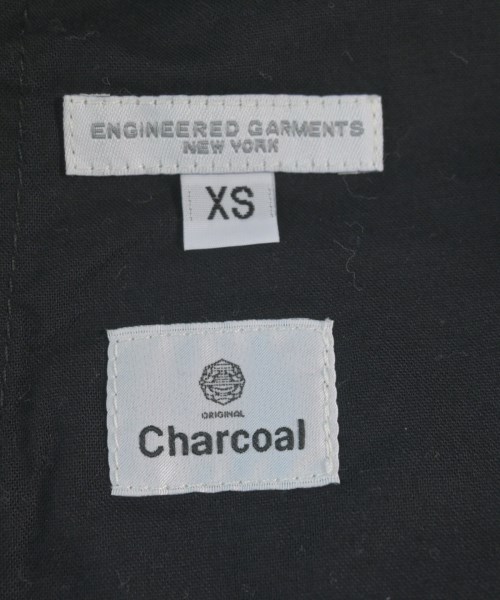 ENGINEERED GARMENTS
NEW YORK
XS
ORIGINAL
Charcoal